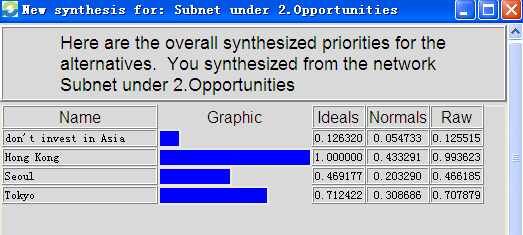 New synthesis for: Subnet under 2.Opportunities
Here are the overall synthesized priorities for the
alternatives. You synthesized from the network
Subnet under 2.Opportunities
Name Graphic Ideals Normals Raw
don't invest in Asia 0.126320 0.054733 0.125515
Hong Kong 1.000000 0.433291 0.993623
Seoul 0.469177 0.203290 0.466185
Tokyo 0.712422 0.308686 0.707879